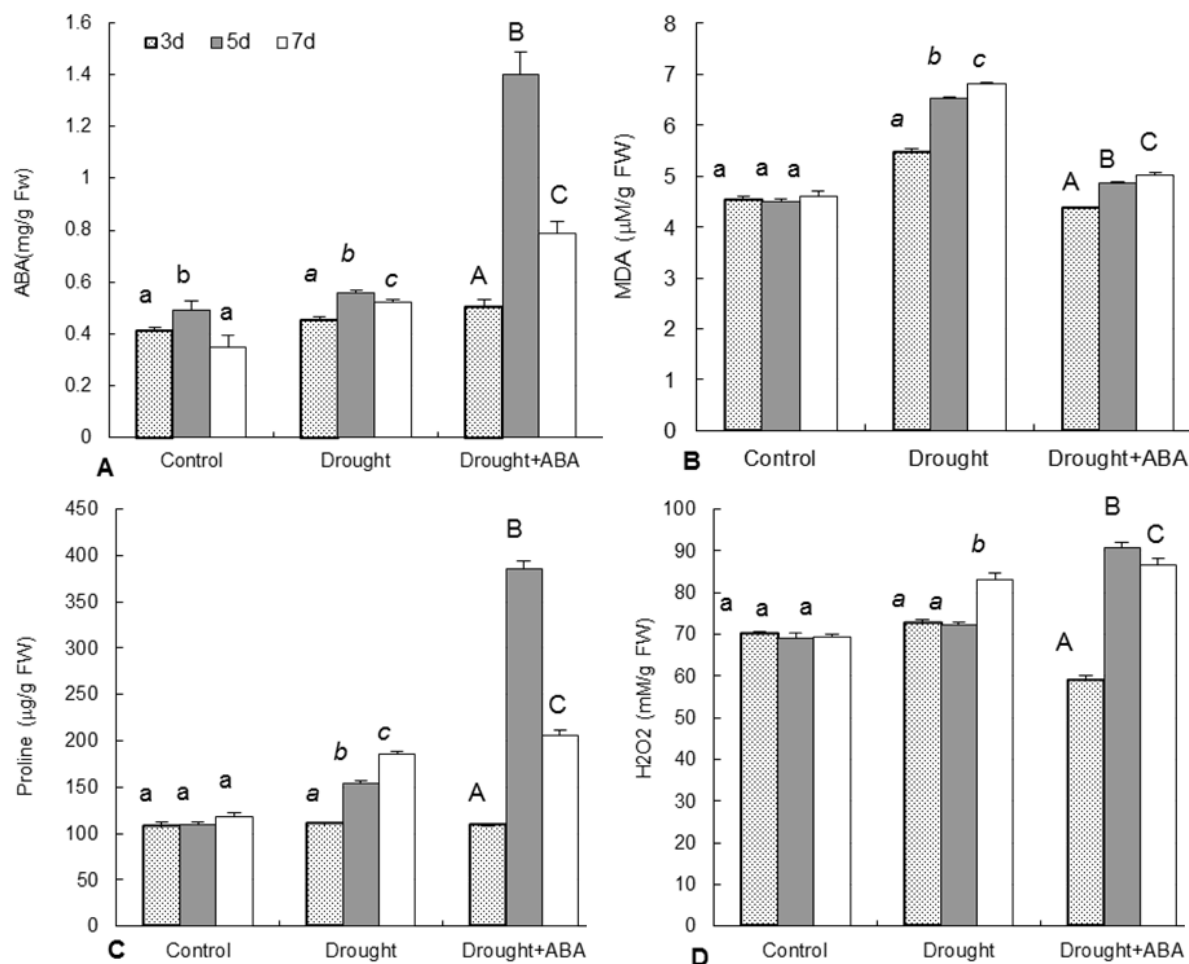 3d 5d 7d
ABA(mg/g Fw)
1.6
1.4
1.2
1
0.8
0.6
0.4
0.2
0
a b a
a b c
A B C
Control Drought Drought+ABA
A
MDA (μM/g FW)
8
7
6
5
4
3
2
1
0
a a a
a b c
A B C
Control Drought Drought+ABA
B
Proline (μg/g FW)
450
400
350
300
250
200
150
100
50
0
a a a
a b c
A B C
Control Drought Drought+ABA
C
H2O2 (mM/g FW)
100
90
80
70
60
50
40
30
20
10
0
a a a
a a b
A B C
Control Drought Drought+ABA
D